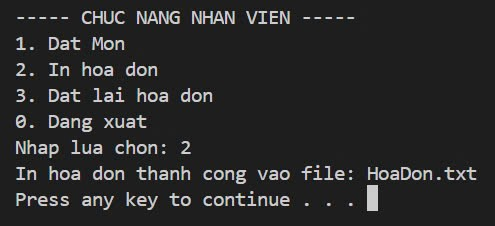 ----- CHUC NANG NHAN VIEN -----
1. Dat Mon
2. In hoa don
3. Dat lai hoa don
0. Dang xuat
Nhap lua chon: 2
In hoa don thanh cong vao file: HoaDon.txt
Press any key to continue . . .